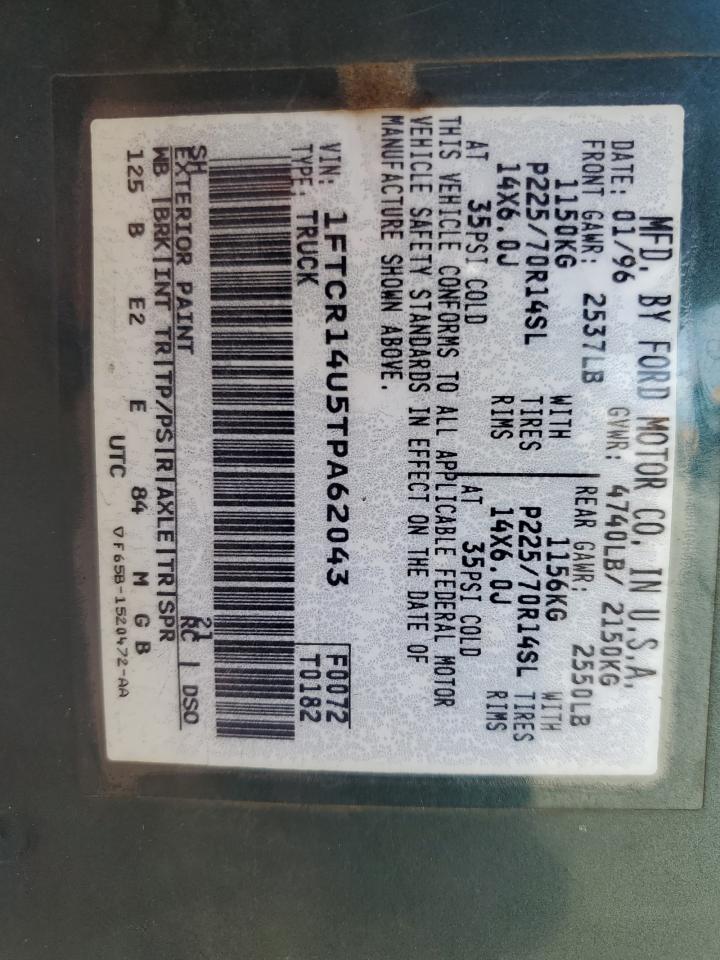 MFD. BY FORD MOTOR CO. IN U.S.A.
DATE: 01/96 GVWR: 4740LB/ 2150KG
FRONT GAWR: 2537LB REAR GAWR: 2550LB
1150KG WITH 1156KG WITH
P225/70R14SL TIRES P225/70R14SL TIRES
14X6.0J RIMS 14X6.0J RIMS
AT 35PSI COLD AT 35PSI COLD
THIS VEHICLE CONFORMS TO ALL APPLICABLE FEDERAL MOTOR
VEHICLE SAFETY STANDARDS IN EFFECT ON THE DATE OF
MANUFACTURE SHOWN ABOVE.
VIN: 1FTCR14U5TPA62043 F0072
TYPE: TRUCK T0182
SH 21
EXTERIOR PAINT RC | DSO
WB |BRK|INT TR|TP/PS|R|AXLE|TR|SPR
125 B E2 E 84 M G B
UTC ▽F65B-1520472-AA